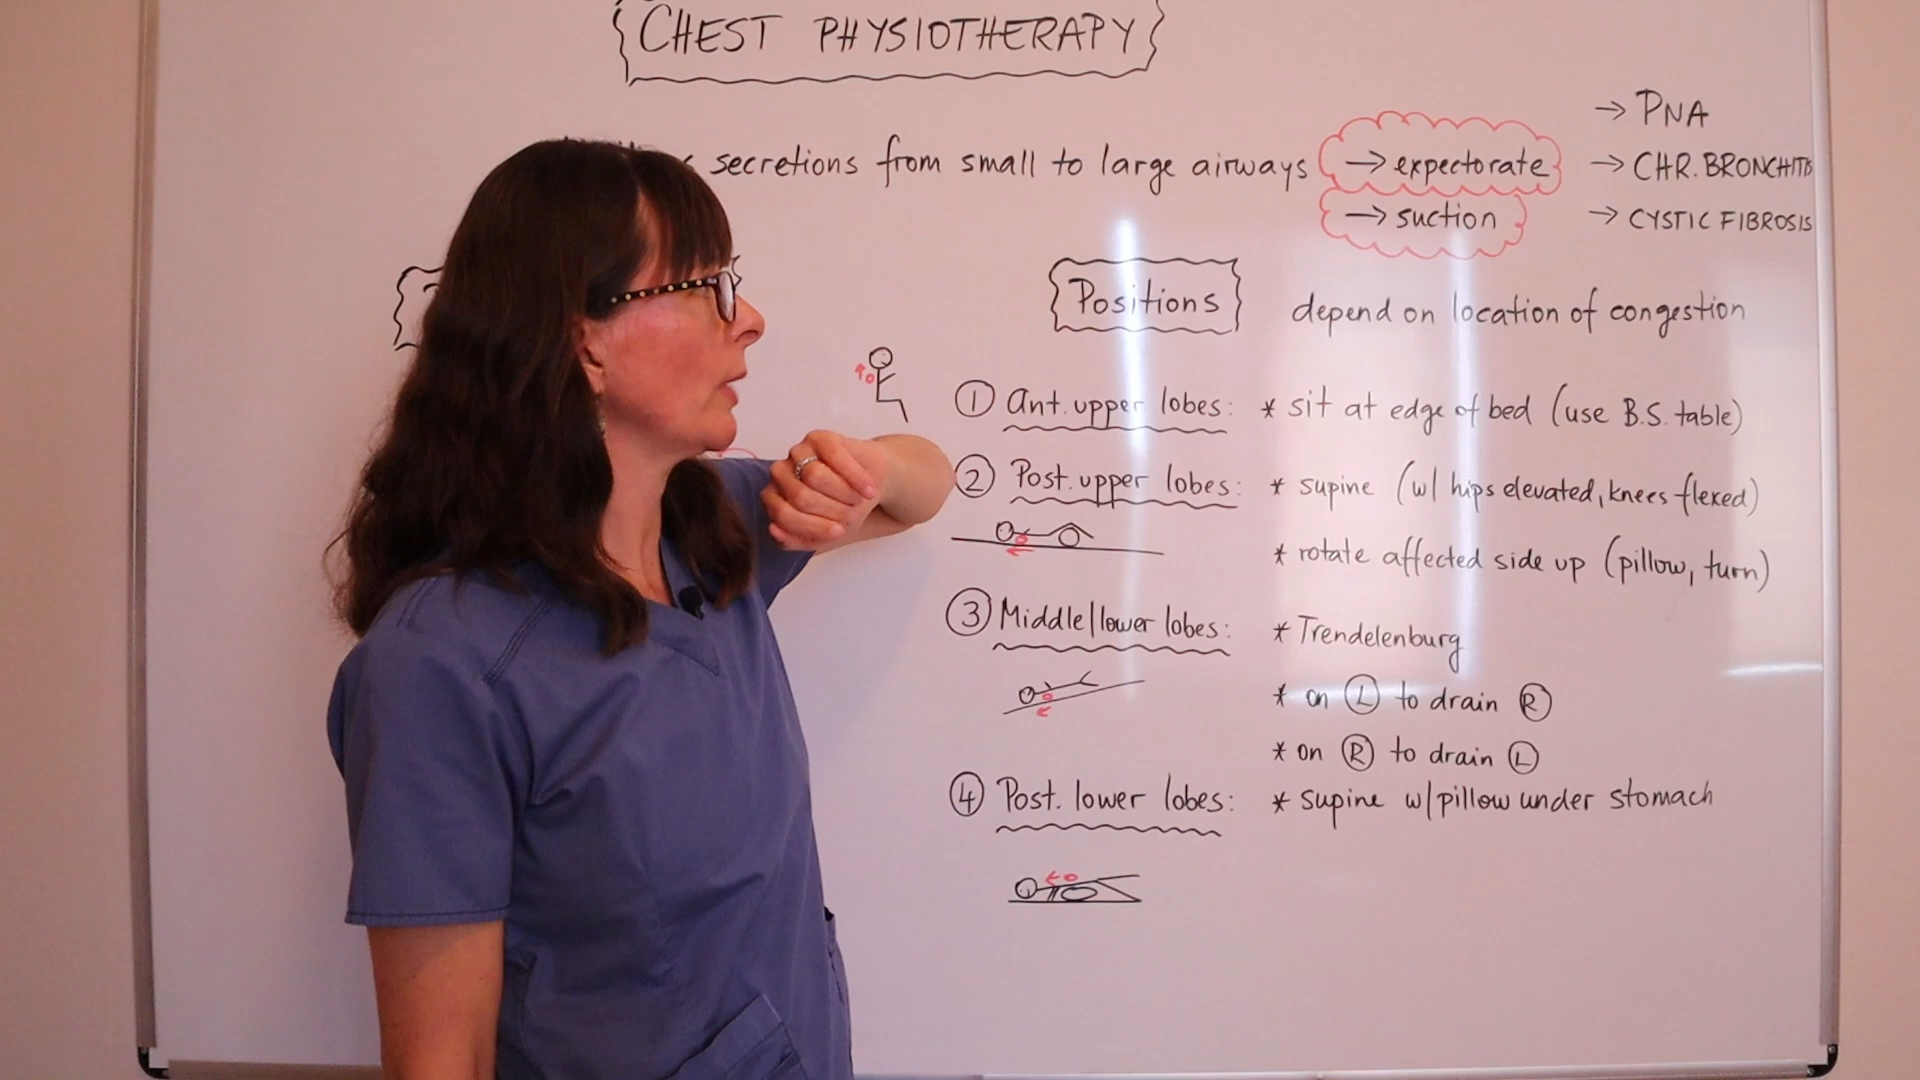 CHEST PHYSIOTHERAPY
secretions from small to large airways → expectorate
→ suction
→ PNA
→ CHR. BRONCHITIS
→ CYSTIC FIBROSIS
Positions depend on location of congestion
① Ant. upper lobes: * sit at edge of bed (use B.S. table)
② Post. upper lobes: * supine (w/ hips elevated, knees flexed)
* rotate affected side up (pillow, turn)
③ Middle/lower lobes: * Trendelenburg
* on Ⓛ to drain Ⓡ
* on Ⓡ to drain Ⓛ
④ Post. lower lobes: * supine w/pillow under stomach